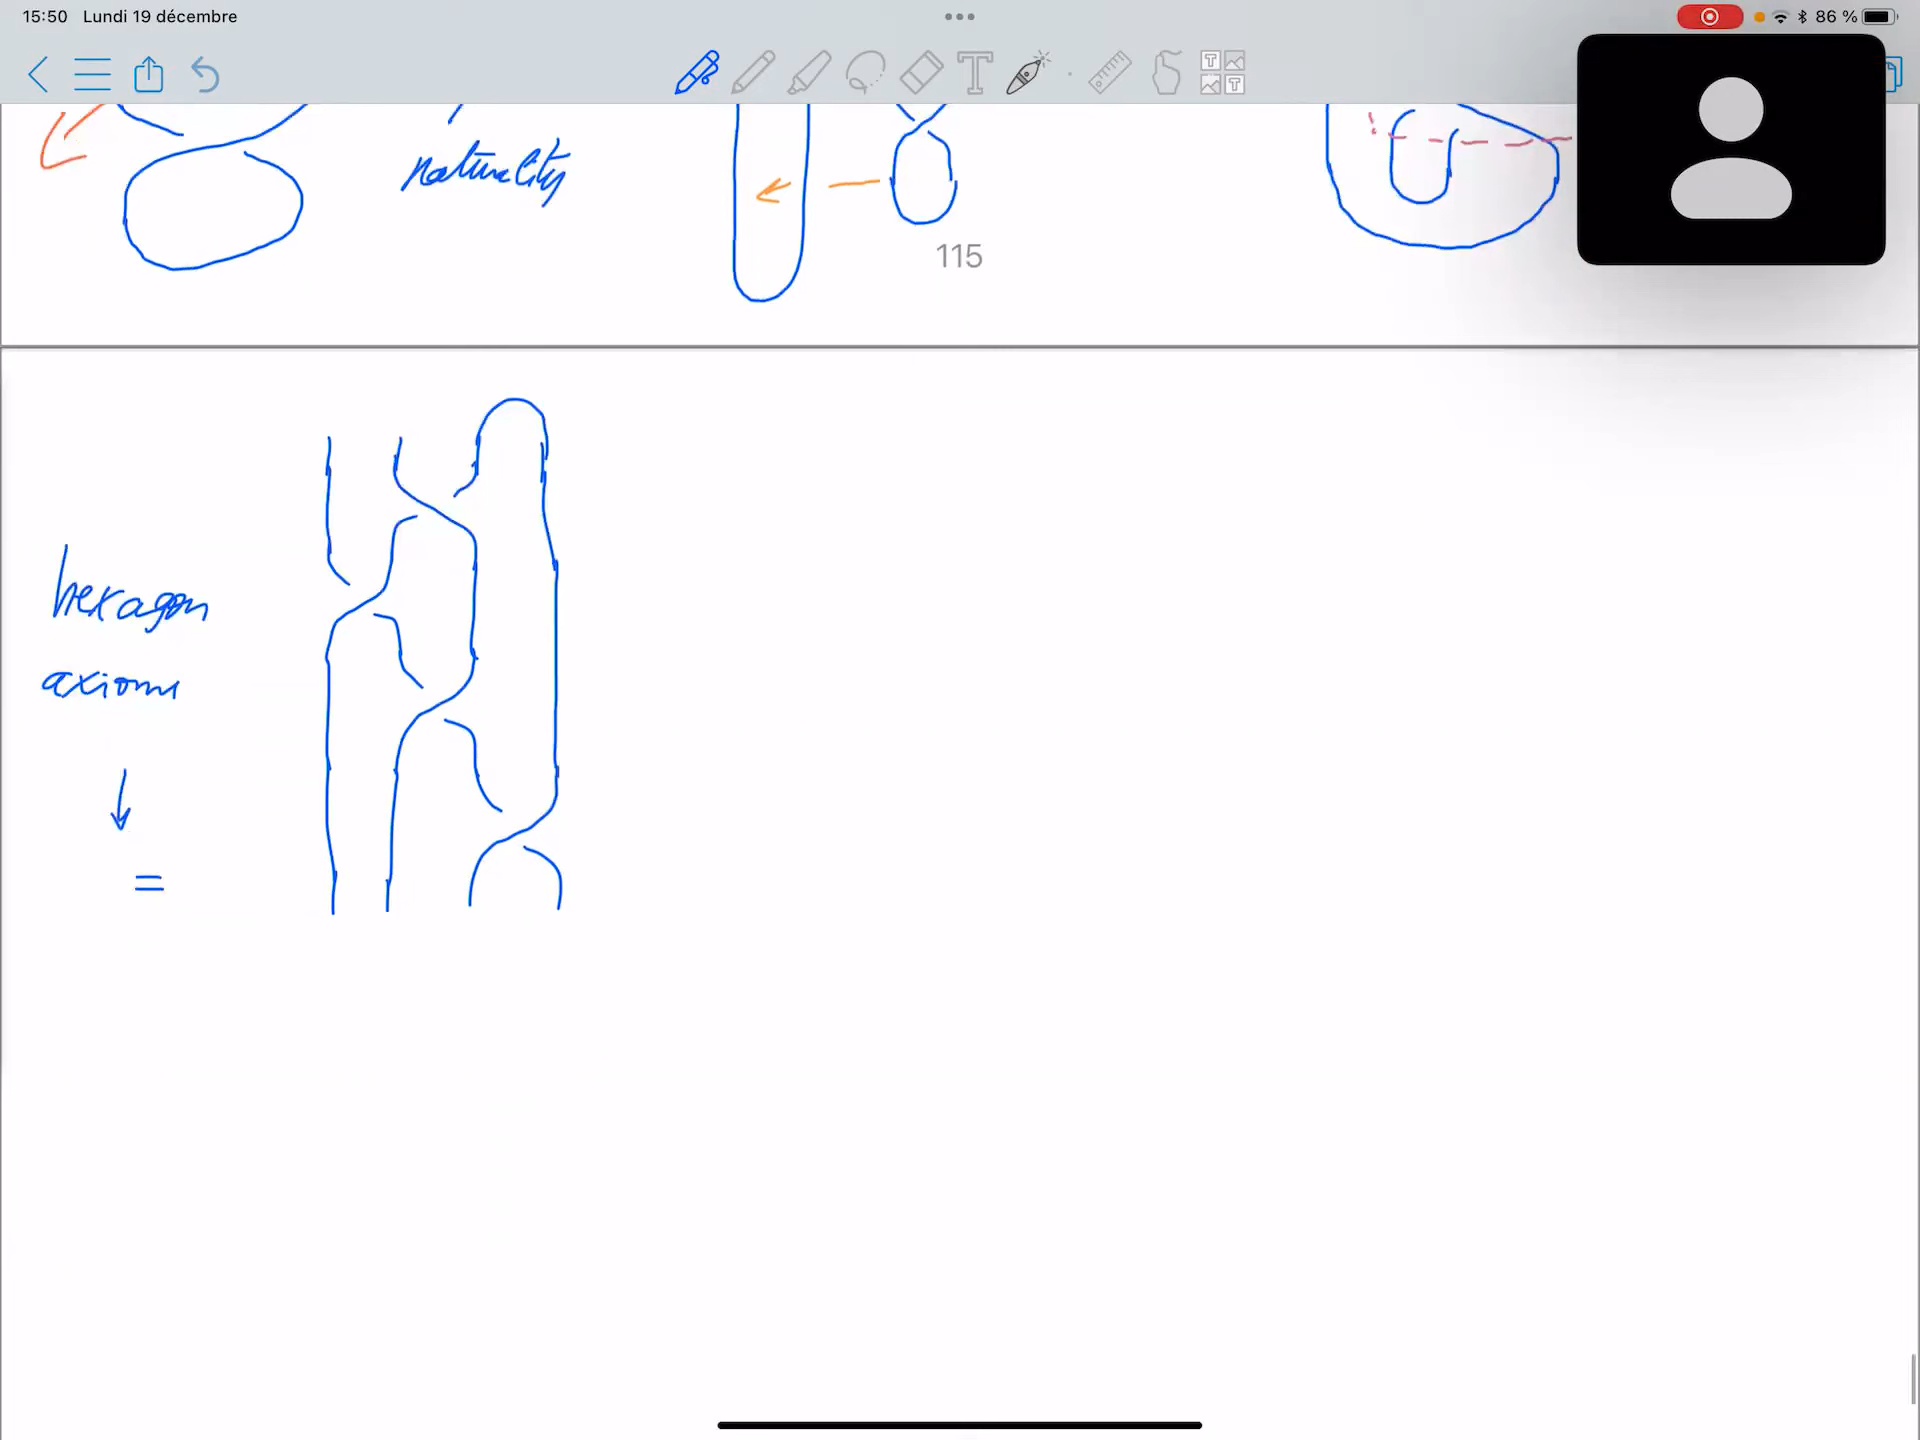 15:50 Lundi 19 décembre
86 %
naturality
115
hexagon
axioms
=